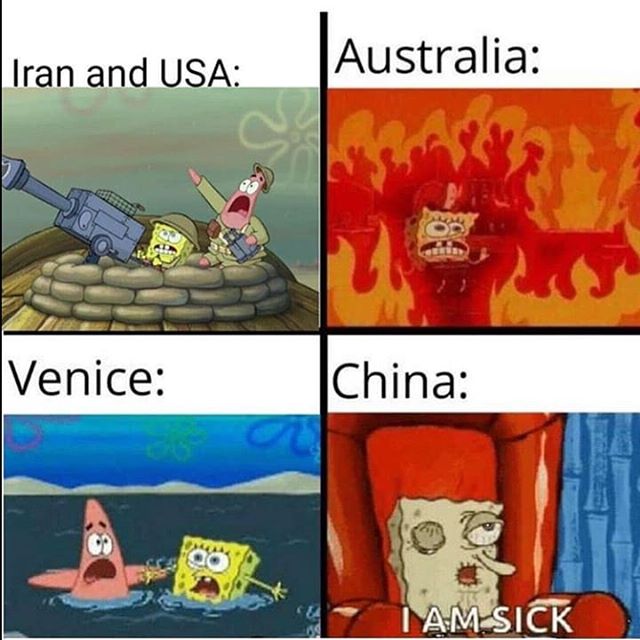 Iran and USA:
Australia:
Venice:
China:
I AM SICK